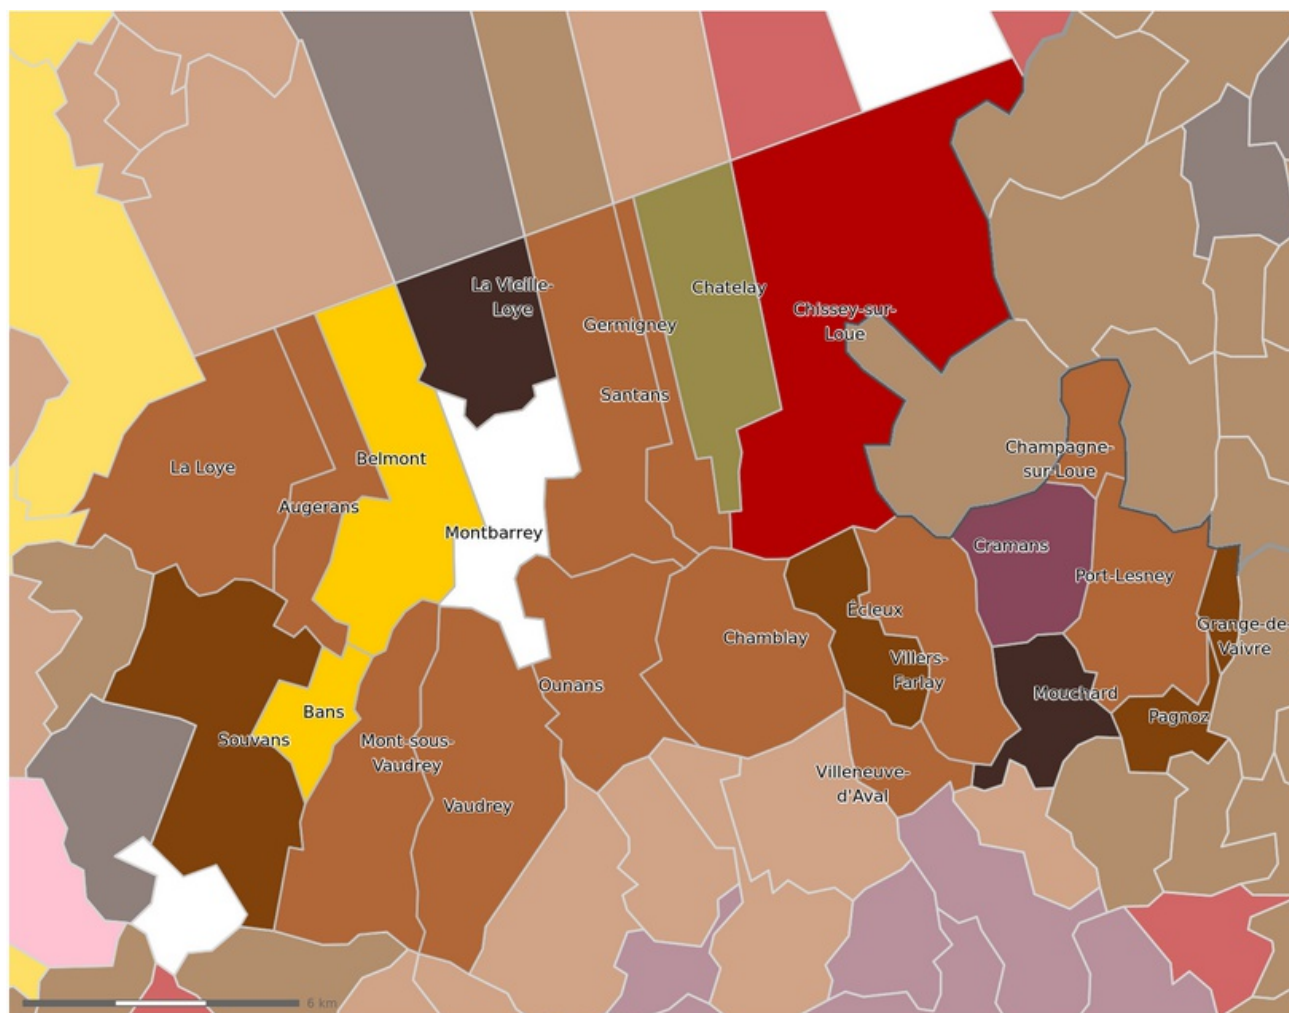 La Vieille-
Loye
Chatelay
Chissey-sur-
Loue
Germigney
Santans
Belmont
La Loye
Augerans
Montbarrey
Champagne-
sur-Loue
Cramans
Port-Lesney
Écleux
Grange-de-
Vaivre
Chamblay
Villers-
Farlay
Ounans
Mouchard
Bans
Pagnoz
Souvans
Mont-sous-
Vaudrey
Villeneuve-
d'Aval
Vaudrey
6 km